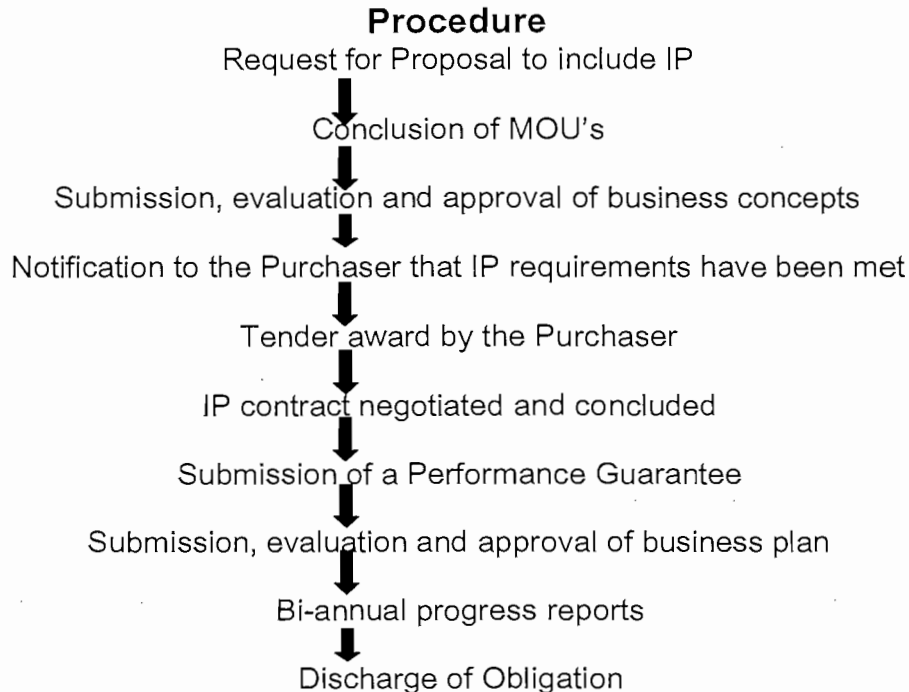 Procedure
Request for Proposal to include IP
Conclusion of MOU's
Submission, evaluation and approval of business concepts
Notification to the Purchaser that IP requirements have been met
Tender award by the Purchaser
IP contract negotiated and concluded
Submission of a Performance Guarantee
Submission, evaluation and approval of business plan
Bi-annual progress reports
Discharge of Obligation